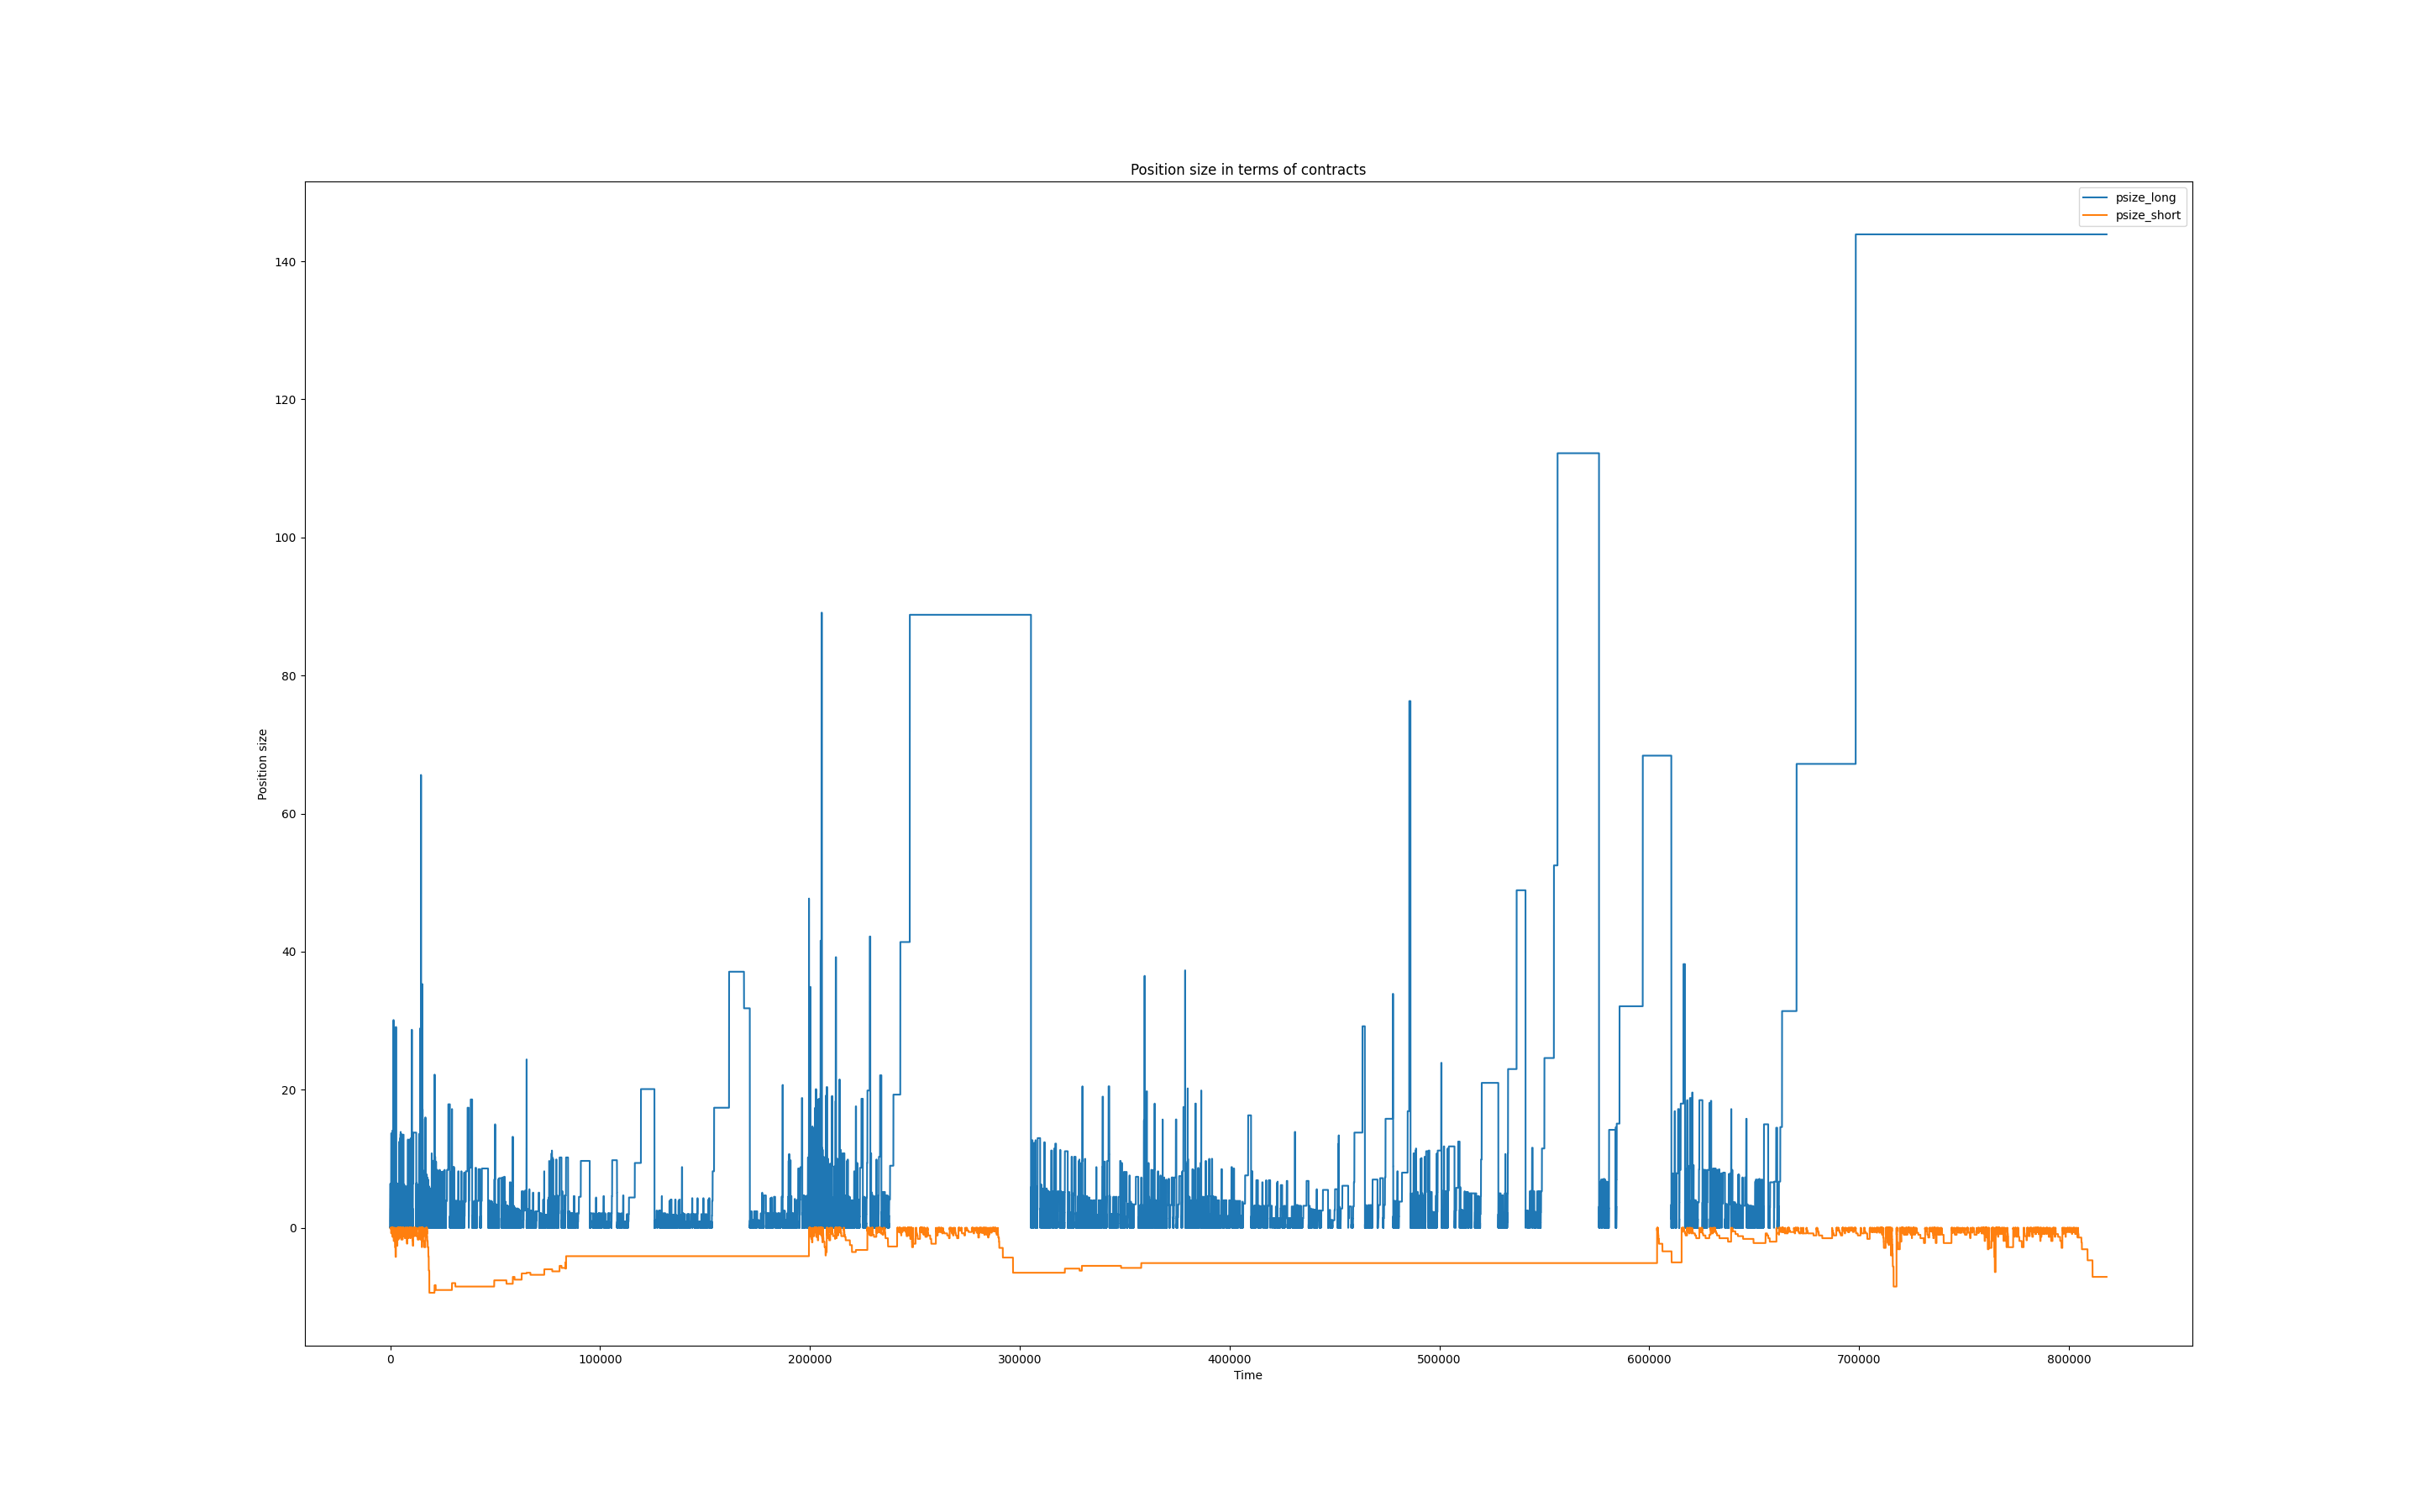 Position size in terms of contracts
psize_long
psize_short
140
120
100
80
60
40
20
0
Position size
0 100000 200000 300000 400000 500000 600000 700000 800000
Time